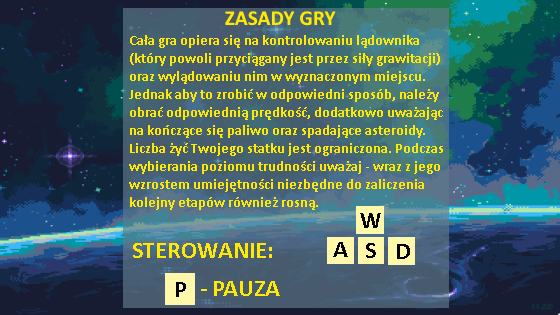 ZASADY GRY
Cała gra opiera się na kontrolowaniu lądownika
(który powoli przyciągany jest przez siły grawitacji)
oraz wylądowaniu nim w wyznaczonym miejscu.
Jednak aby to zrobić w odpowiedni sposób, należy
obrać odpowiednią prędkość, dodatkowo uważając
na kończące się paliwo oraz spadające asteroidy.
Liczba żyć Twojego statku jest ograniczona. Podczas
wybierania poziomu trudności uważaj - wraz z jego
wzrostem umiejętności niezbędne do zaliczenia
kolejny etapów również rosną.
W
STEROWANIE: A S D
P - PAUZA